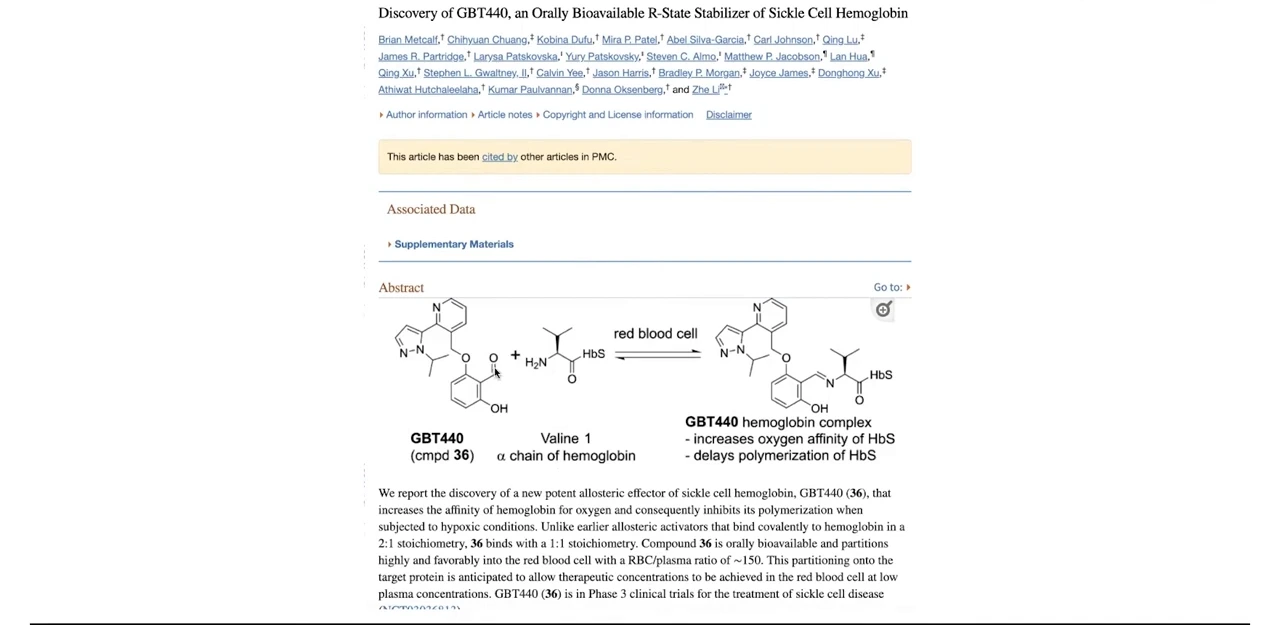 Discovery of GBT440, an Orally Bioavailable R-State Stabilizer of Sickle Cell Hemoglobin
Brian Metcalf,† Chihyuan Chuang,‡ Kobina Dufu,† Mira P. Patel,† Abel Silva-Garcia,† Carl Johnson,† Qing Lu,‡
James R. Partridge,† Larysa Patskovska, Yury Patskovsky, Steven C. Almo, Matthew P. Jacobson,¶ Lan Hua,¶
Qing Xu,† Stephen L. Gwaltney, II,† Calvin Yee,† Jason Harris,† Bradley P. Morgan,‡ Joyce James,‡ Donghong Xu,‡
Athiwat Hutchaleelaha,† Kumar Paulvannan,§ Donna Oksenberg,† and Zhe Li†
Author information Article notes Copyright and License information Disclaimer
This article has been cited by other articles in PMC.
Associated Data
Supplementary Materials
Abstract Go to:
N N N O O OH
+
H2N O HbS
red blood cell
N N N O OH N O HbS
GBT440
(cmpd 36)
Valine 1
α chain of hemoglobin
GBT440 hemoglobin complex
- increases oxygen affinity of HbS
- delays polymerization of HbS
We report the discovery of a new potent allosteric effector of sickle cell hemoglobin, GBT440 (36), that
increases the affinity of hemoglobin for oxygen and consequently inhibits its polymerization when
subjected to hypoxic conditions. Unlike earlier allosteric activators that bind covalently to hemoglobin in a
2:1 stoichiometry, 36 binds with a 1:1 stoichiometry. Compound 36 is orally bioavailable and partitions
highly and favorably into the red blood cell with a RBC/plasma ratio of ~150. This partitioning onto the
target protein is anticipated to allow therapeutic concentrations to be achieved in the red blood cell at low
plasma concentrations. GBT440 (36) is in Phase 3 clinical trials for the treatment of sickle cell disease